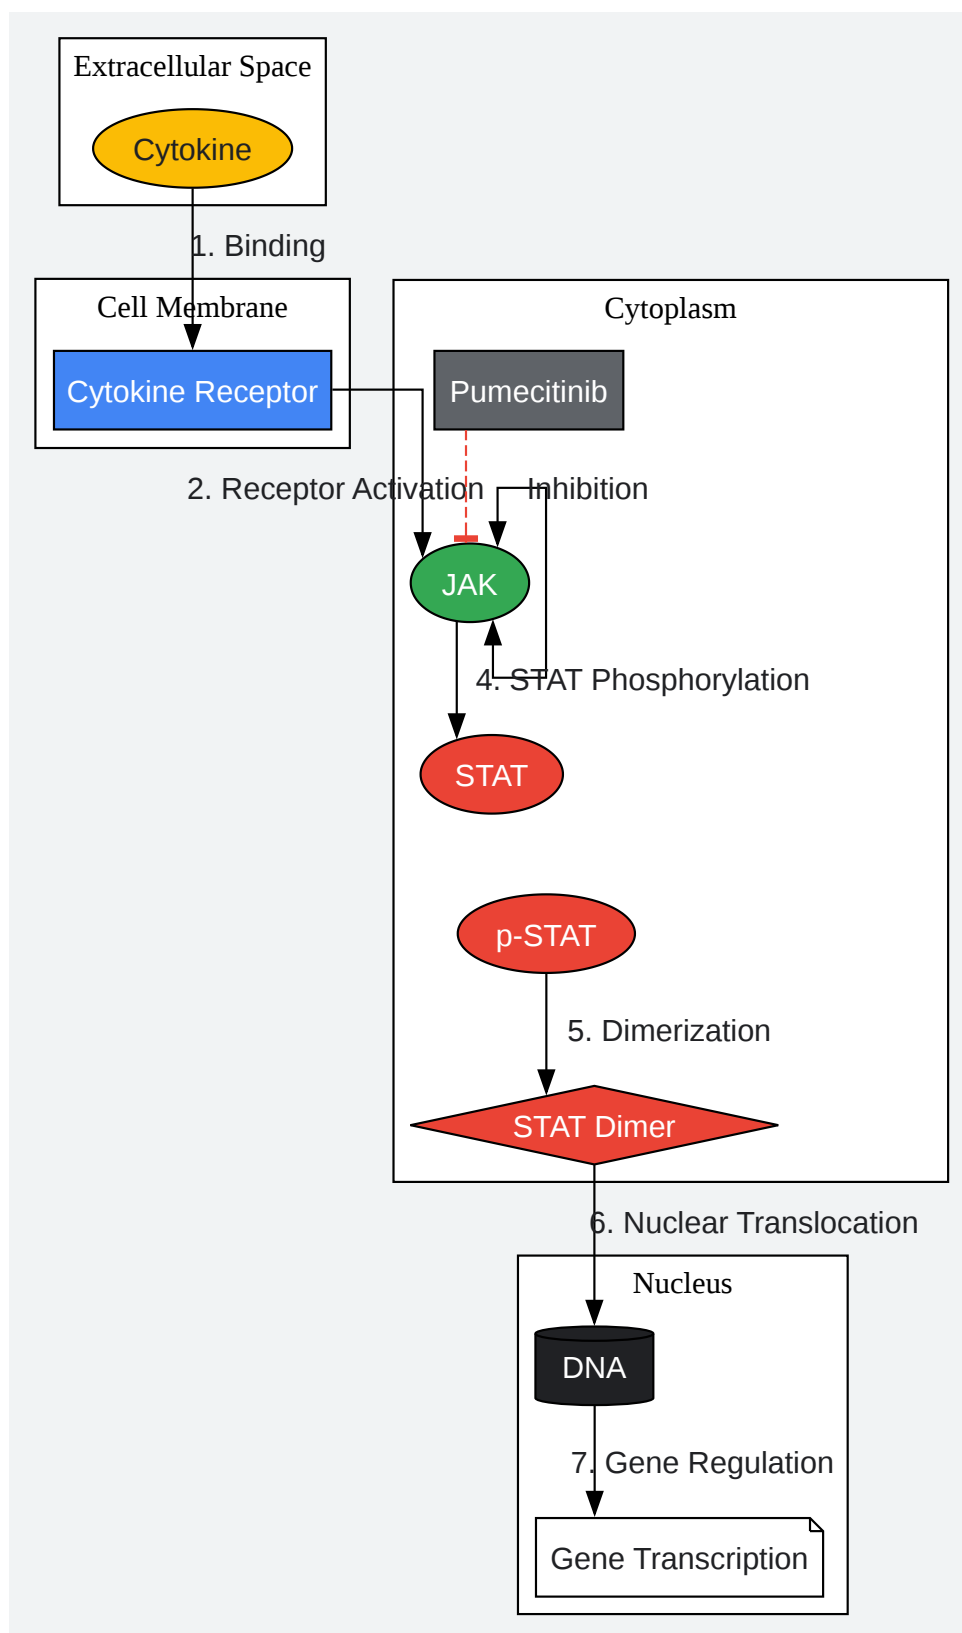 Extracellular Space
Cytokine
1. Binding
Cell Membrane
Cytokine Receptor
Cytoplasm
Pumecitinib
2. Receptor Activation
Inhibition
JAK
4. STAT Phosphorylation
STAT
p-STAT
5. Dimerization
STAT Dimer
6. Nuclear Translocation
Nucleus
DNA
7. Gene Regulation
Gene Transcription